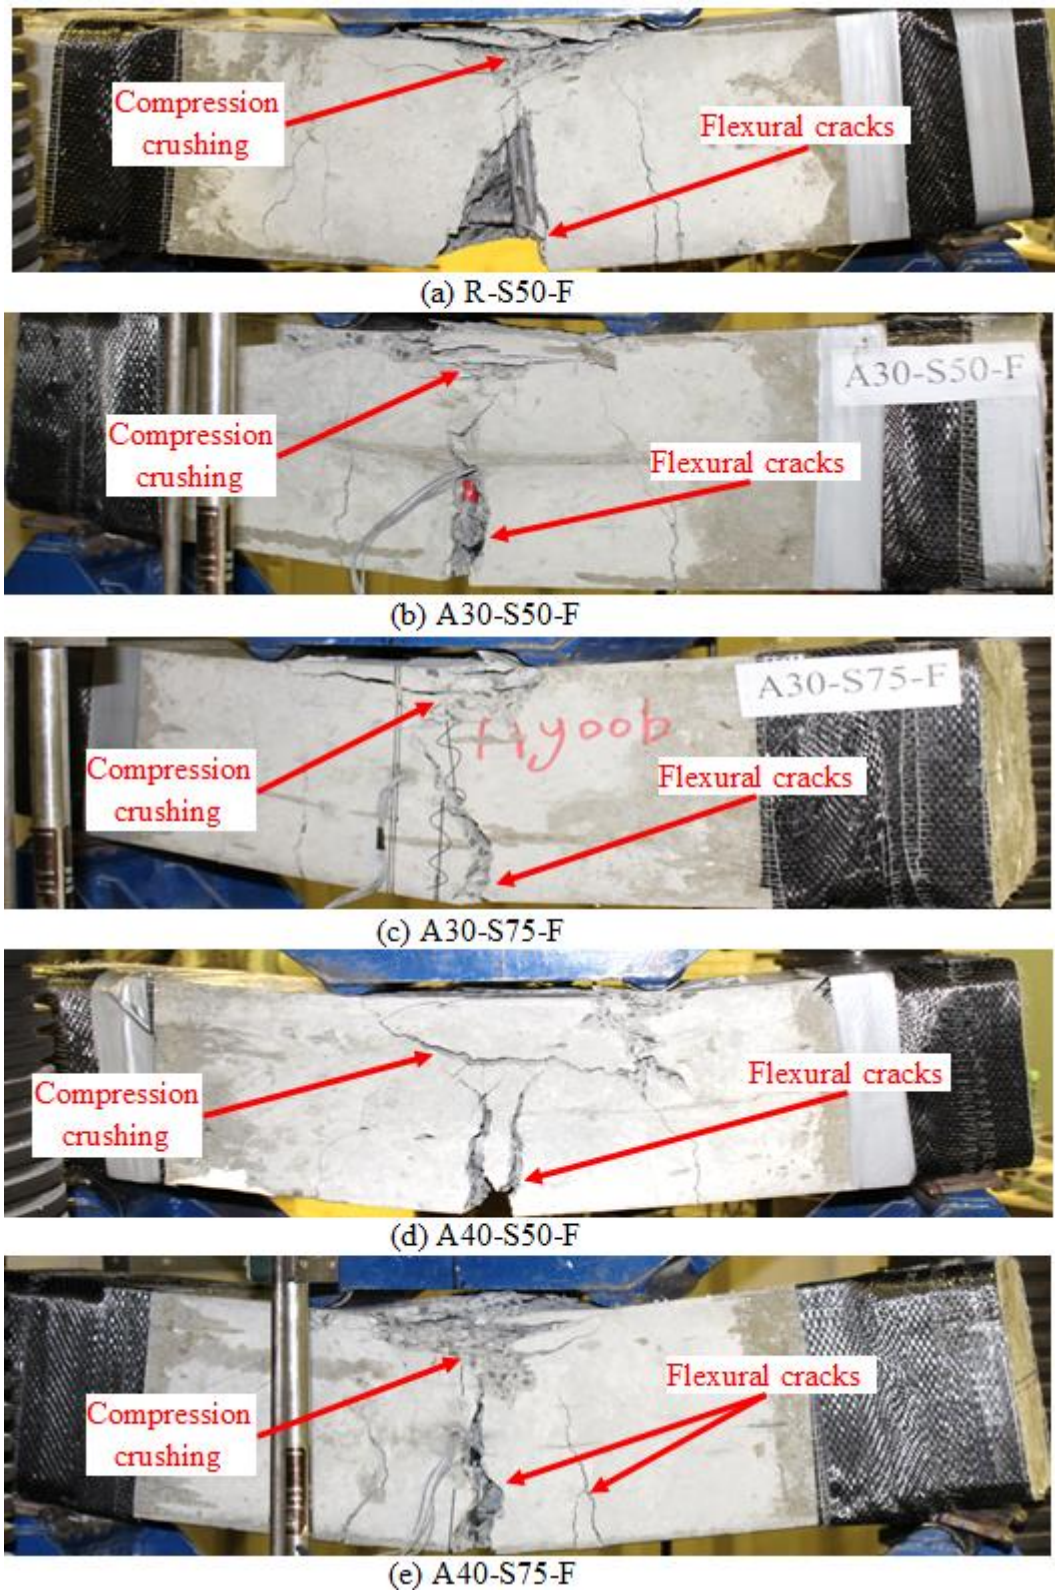 Compression
crushing
Flexural cracks
(a) R-S50-F
A30-S50-F
Compression
crushing
Flexural cracks
(b) A30-S50-F
A30-S75-F
Hyoob
Compression
crushing
Flexural cracks
(c) A30-S75-F
Flexural cracks
Compression
crushing
(d) A40-S50-F
Flexural cracks
Compression
crushing
(e) A40-S75-F